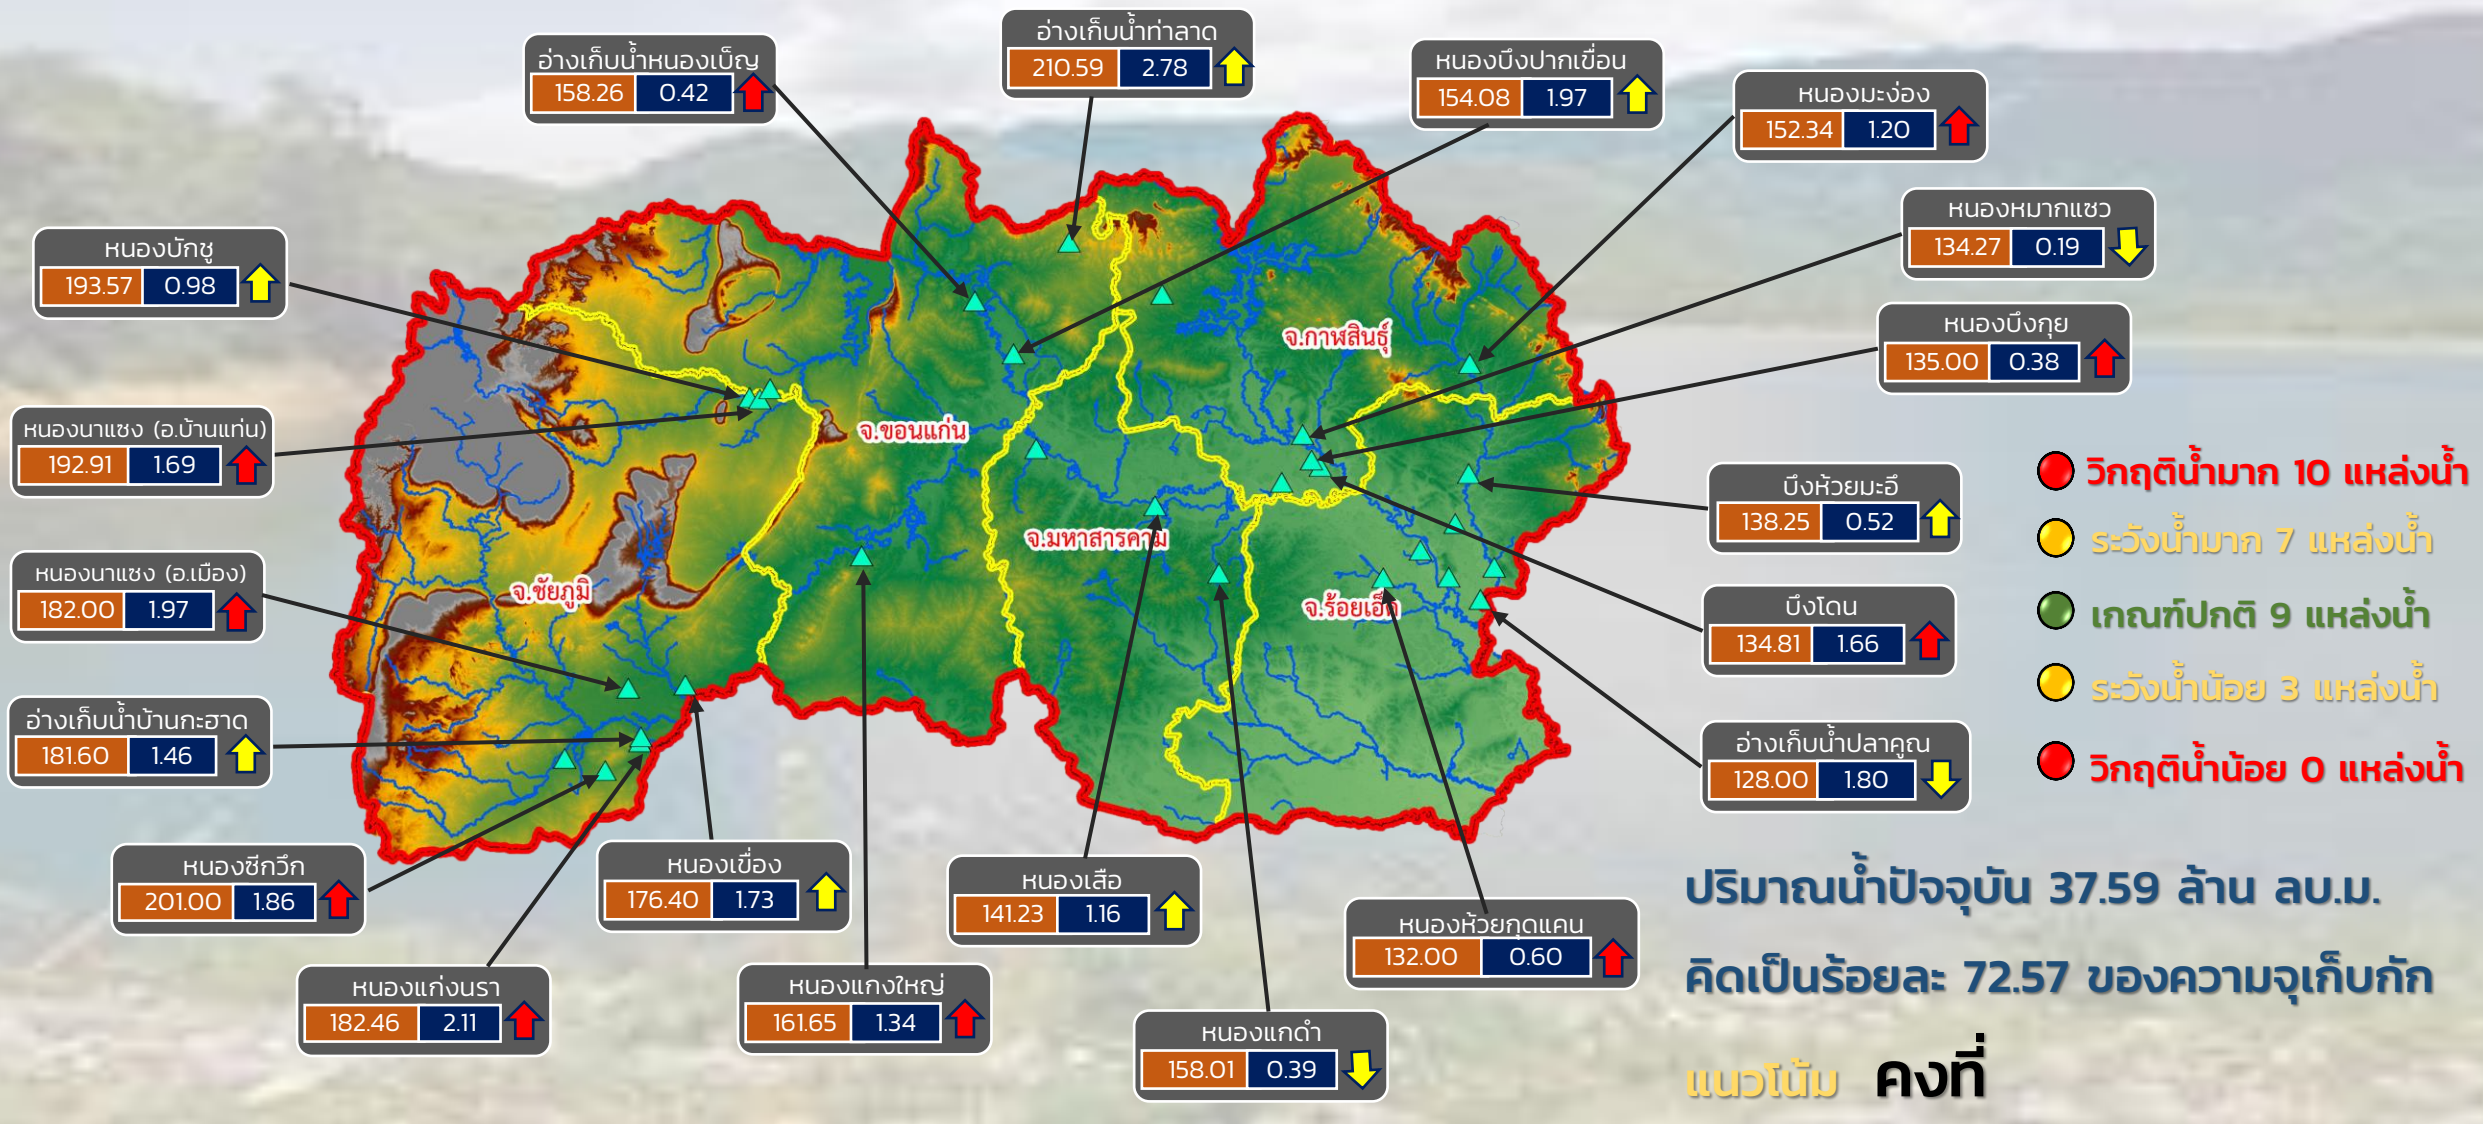 อ่างเก็บน้ำหนองเบ็ญ
158.26 0.42
อ่างเก็บน้ำท่าลาด
210.59 2.78
หนองบึงปากเขื่อน
154.08 1.97
หนองมะง่อง
152.34 1.20
หนองหมากแซว
134.27 0.19
หนองบักชู
193.57 0.98
หนองบึงกุย
135.00 0.38
จ.กาฬสินธุ์
หนองนาแซง (อ.บ้านแท่น)
192.91 1.69
จ.ขอนแก่น
วิกฤติน้ำมาก 10 แหล่งน้ำ
บึงห้วยมะอึ
138.25 0.52
ระวังน้ำมาก 7 แหล่งน้ำ
จ.มหาสารคาม
หนองนาแซง (อ.เมือง)
182.00 1.97
จ.ชัยภูมิ
จ.ร้อยเอ็ด
บึงโดน
134.81 1.66
เกณฑ์ปกติ 9 แหล่งน้ำ
ระวังน้ำน้อย 3 แหล่งน้ำ
อ่างเก็บน้ำบ้านกะฮาด
181.60 1.46
อ่างเก็บน้ำปลาคูณ
128.00 1.80
วิกฤติน้ำน้อย 0 แหล่งน้ำ
หนองซีกวึก
201.00 1.86
หนองเขื่อง
176.40 1.73
หนองเสือ
141.23 1.16
หนองห้วยกุดแคน
132.00 0.60
ปริมาณน้ำปัจจุบัน 37.59 ล้าน ลบ.ม.
คิดเป็นร้อยละ 72.57 ของความจุเก็บกัก
หนองแก่งนรา
182.46 2.11
หนองแกงใหญ่
161.65 1.34
หนองแกดำ
158.01 0.39
แนวโน้ม คงที่